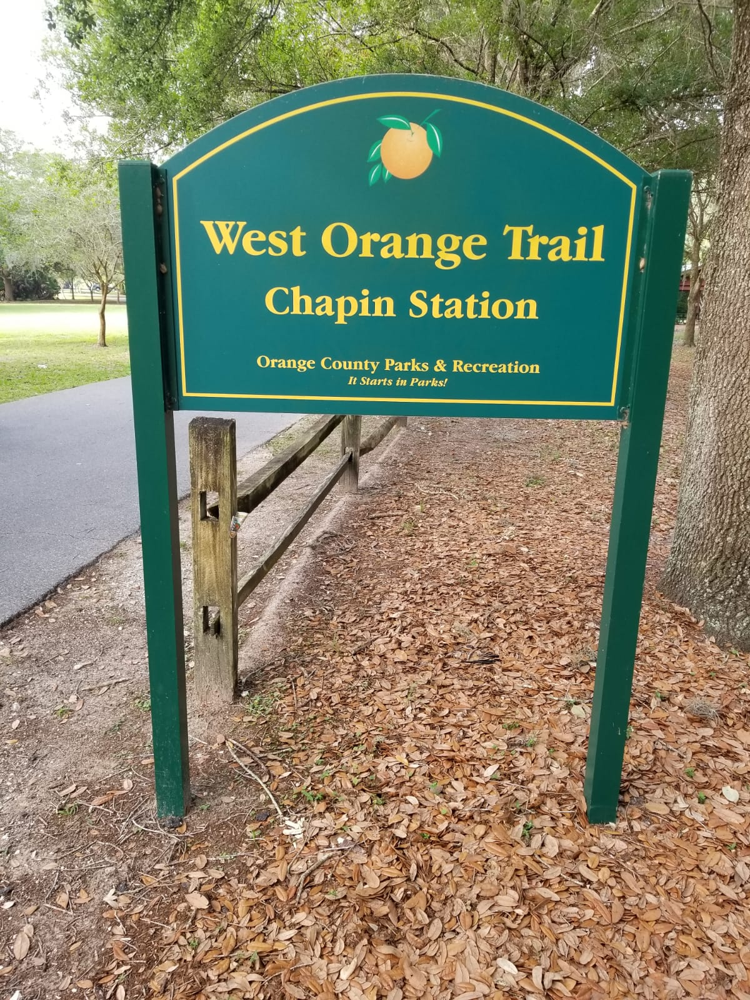 West Orange Trail
Chapin Station
Orange County Parks & Recreation
It Starts in Parks!